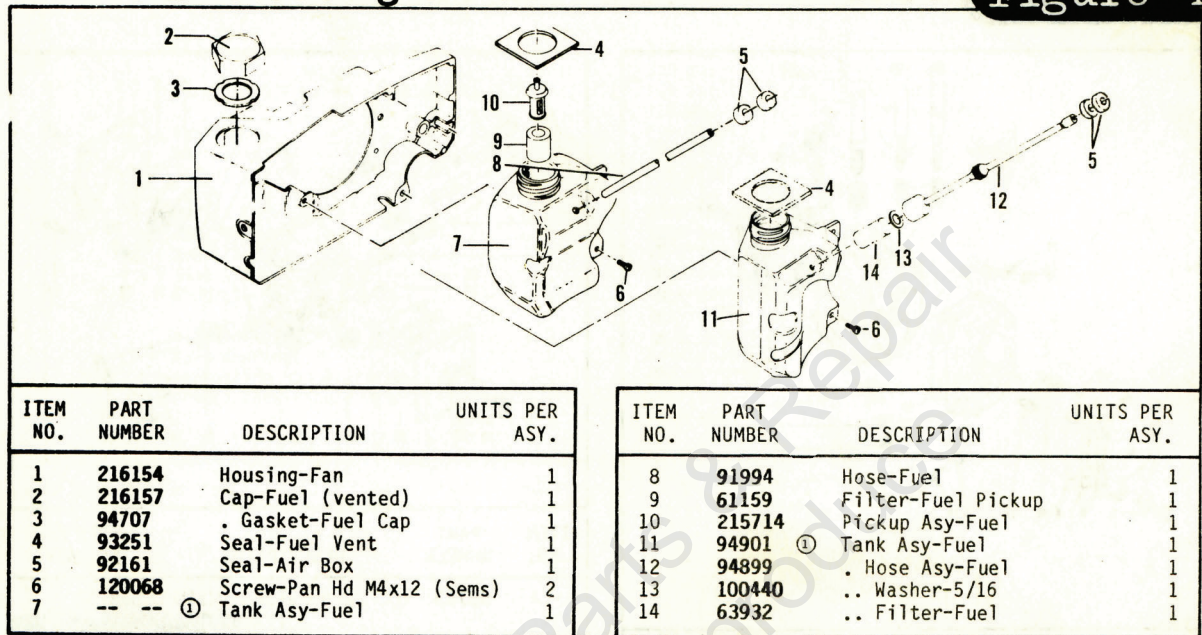 Figure
2
3
1
4
10
9
8
7
5
6
4
5
12
13
14
11
6
ITEM NO. PART NUMBER DESCRIPTION UNITS PER ASY.
1 216154 Housing-Fan 1
2 216157 Cap-Fuel (vented) 1
3 94707 . Gasket-Fuel Cap 1
4 93251 Seal-Fuel Vent 1
5 92161 Seal-Air Box 1
6 120068 Screw-Pan Hd M4x12 (Sems) 2
7 -- -- ① Tank Asy-Fuel 1
ITEM NO. PART NUMBER DESCRIPTION UNITS PER ASY.
8 91994 Hose-Fuel 1
9 61159 Filter-Fuel Pickup 1
10 215714 Pickup Asy-Fuel 1
11 94901 ① Tank Asy-Fuel 1
12 94899 . Hose Asy-Fuel 1
13 100440 .. Washer-5/16 1
14 63932 .. Filter-Fuel 1
Parts & Repair